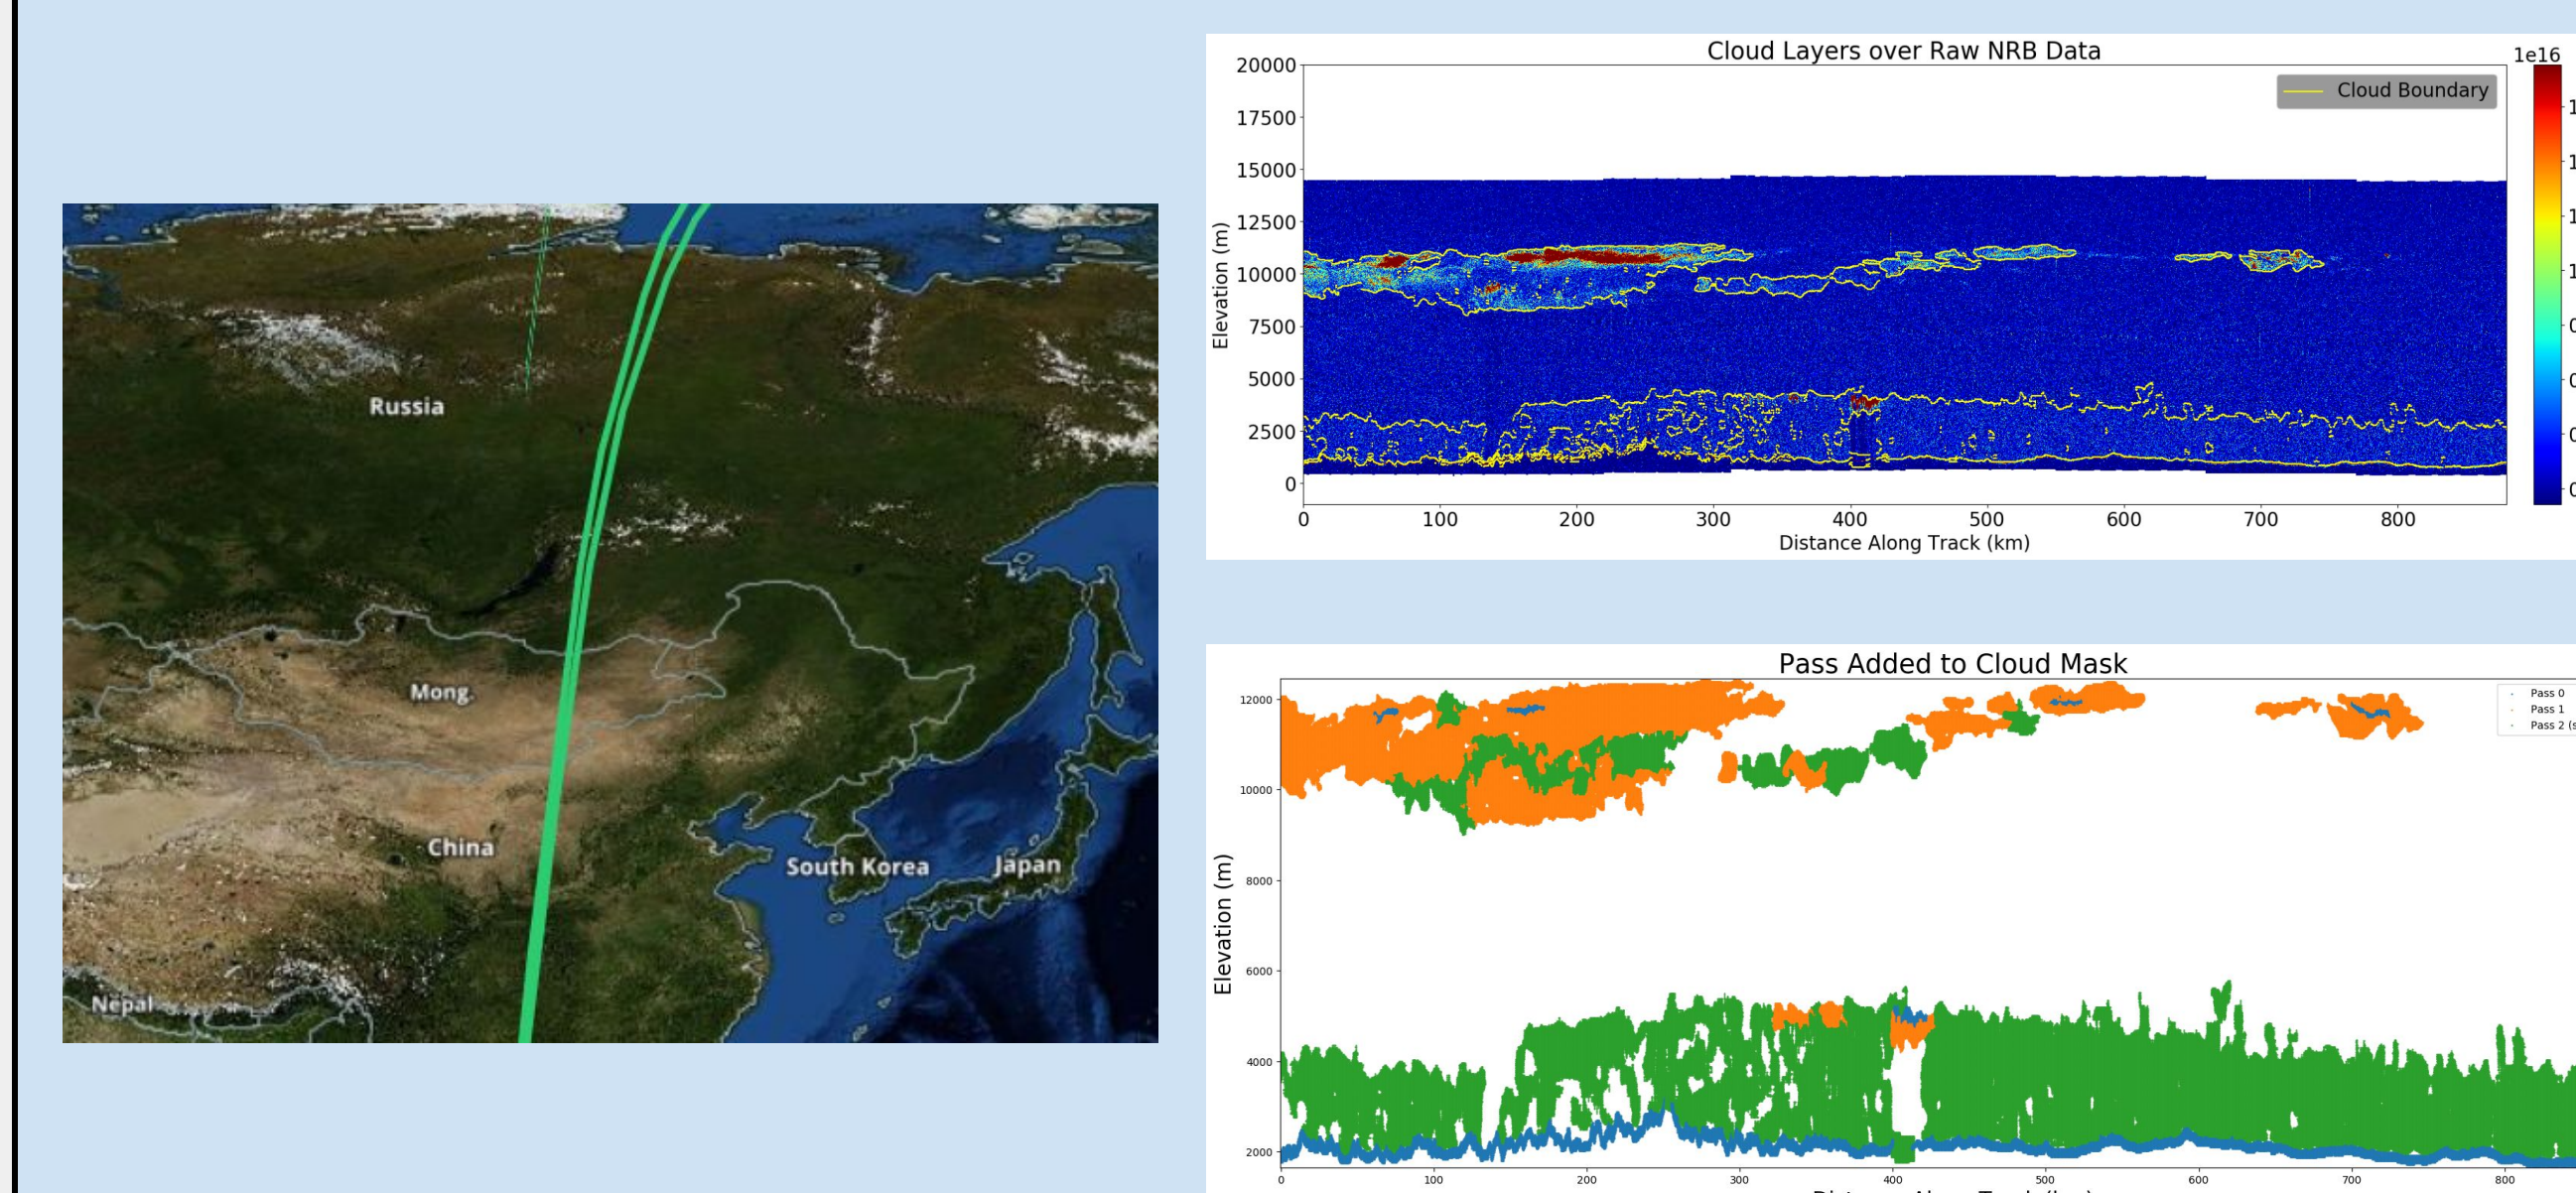 Russia
Mong.
China
South Korea
Japan
Nepal
Cloud Layers over Raw NRB Data
1e16
Cloud Boundary
20000
17500
15000
12500
10000
7500
5000
2500
0
Elevation (m)
0 100 200 300 400 500 600 700 800
Distance Along Track (km)
Pass Added to Cloud Mask
Pass 0
Pass 1
Pass 2 (s
12000
10000
8000
6000
4000
2000
Elevation (m)
0 100 200 300 400 500 600 700 800